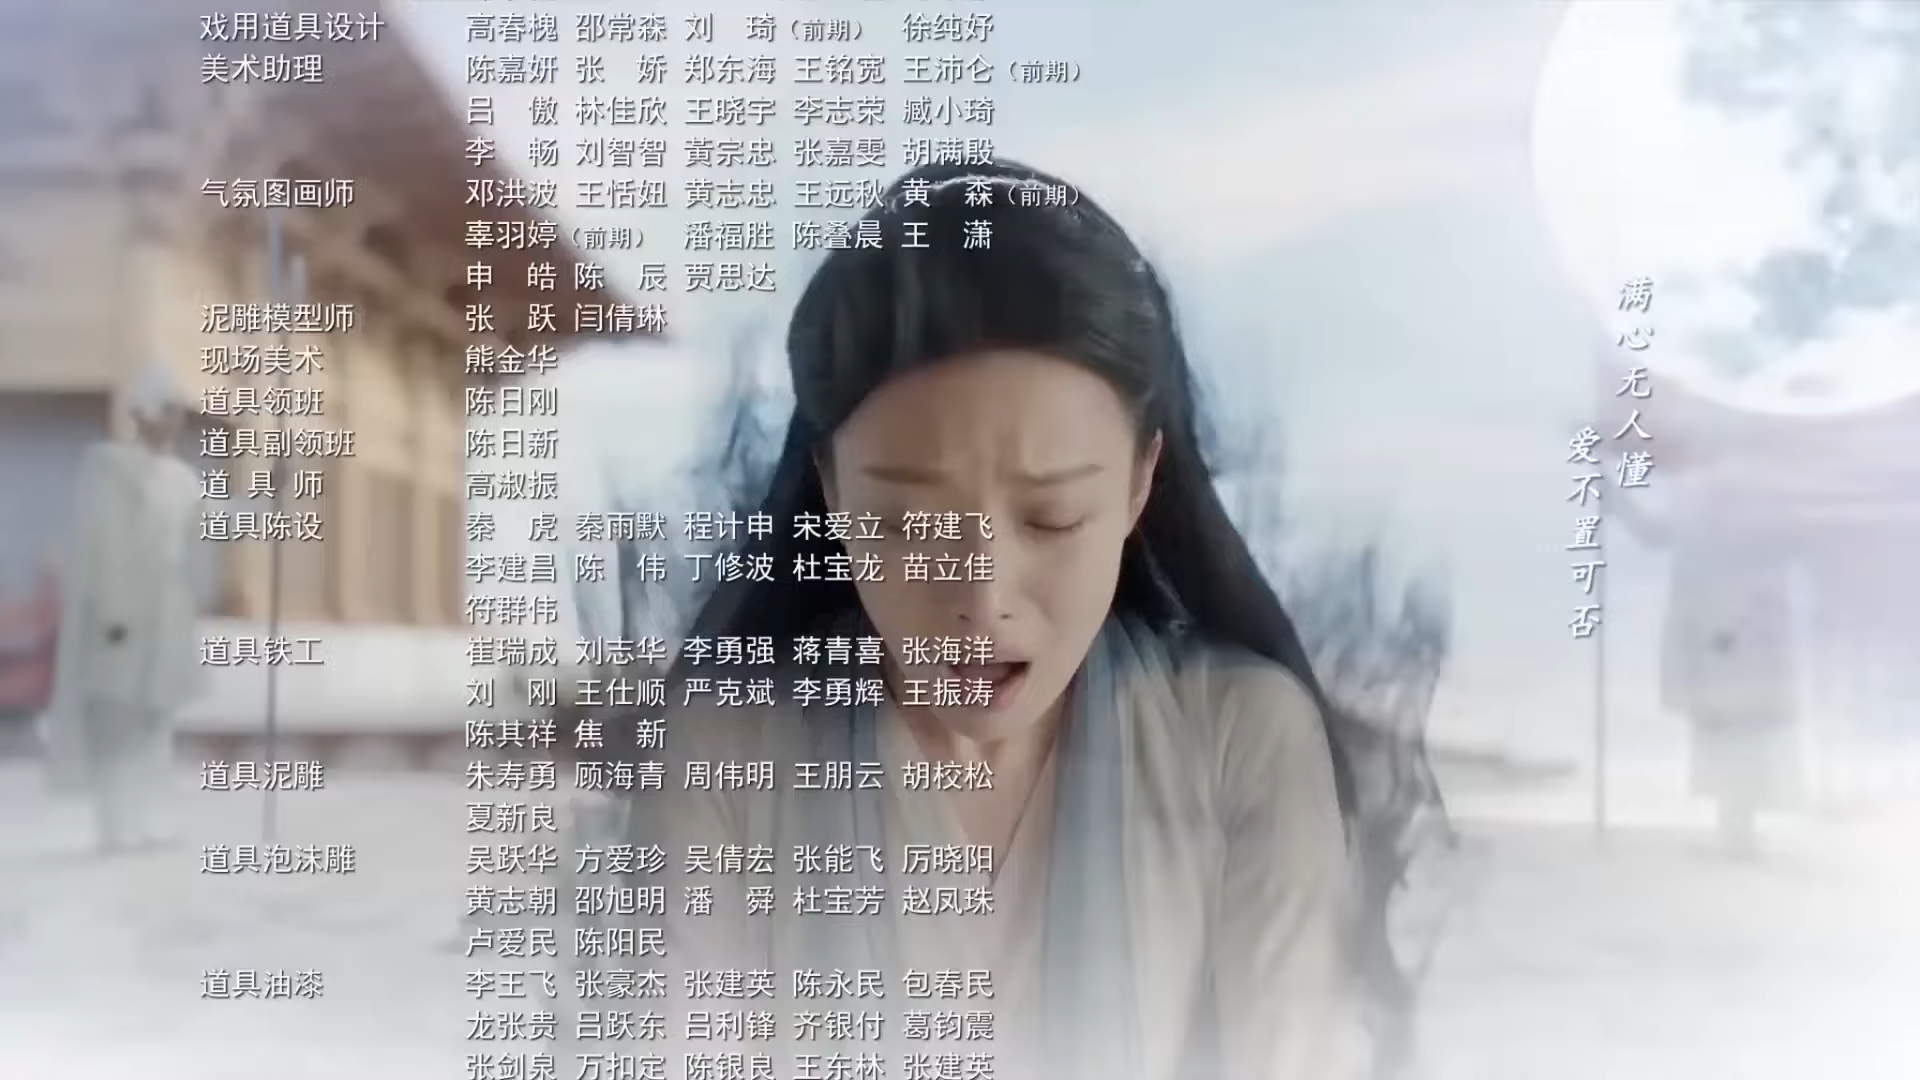 戏用道具设计 高春槐 邵常森 刘 琦（前期） 徐纯妤
美术助理 陈嘉妍 张 娇 郑东海 王铭宽 王沛仑（前期）
吕 傲 林佳欣 王晓宇 李志荣 臧小琦
李 畅 刘智智 黄宗忠 张嘉雯 胡满殷
气氛图画师 邓洪波 王恬妞 黄志忠 王远秋 黄 森（前期）
辜羽婷（前期） 潘福胜 陈叠晨 王 潇
申 皓 陈 辰 贾思达
泥雕模型师 张 跃 闫倩琳
现场美术 熊金华
道具领班 陈日刚
道具副领班 陈日新
道 具 师 高淑振
道具陈设 秦 虎 秦雨默 程计申 宋爱立 符建飞
李建昌 陈 伟 丁修波 杜宝龙 苗立佳
符群伟
道具铁工 崔瑞成 刘志华 李勇强 蒋青喜 张海洋
刘 刚 王仕顺 严克斌 李勇辉 王振涛
陈其祥 焦 新
道具泥雕 朱寿勇 顾海青 周伟明 王朋云 胡校松
夏新良
道具泡沫雕 吴跃华 方爱珍 吴倩宏 张能飞 厉晓阳
黄志朝 邵旭明 潘 舜 杜宝芳 赵凤珠
卢爱民 陈阳民
道具油漆 李王飞 张豪杰 张建英 陈永民 包春民
龙张贵 吕跃东 吕利锋 齐银付 葛钧震
张剑泉 万扣定 陈银良 王东林 张建英
满心无人懂
爱不置可否